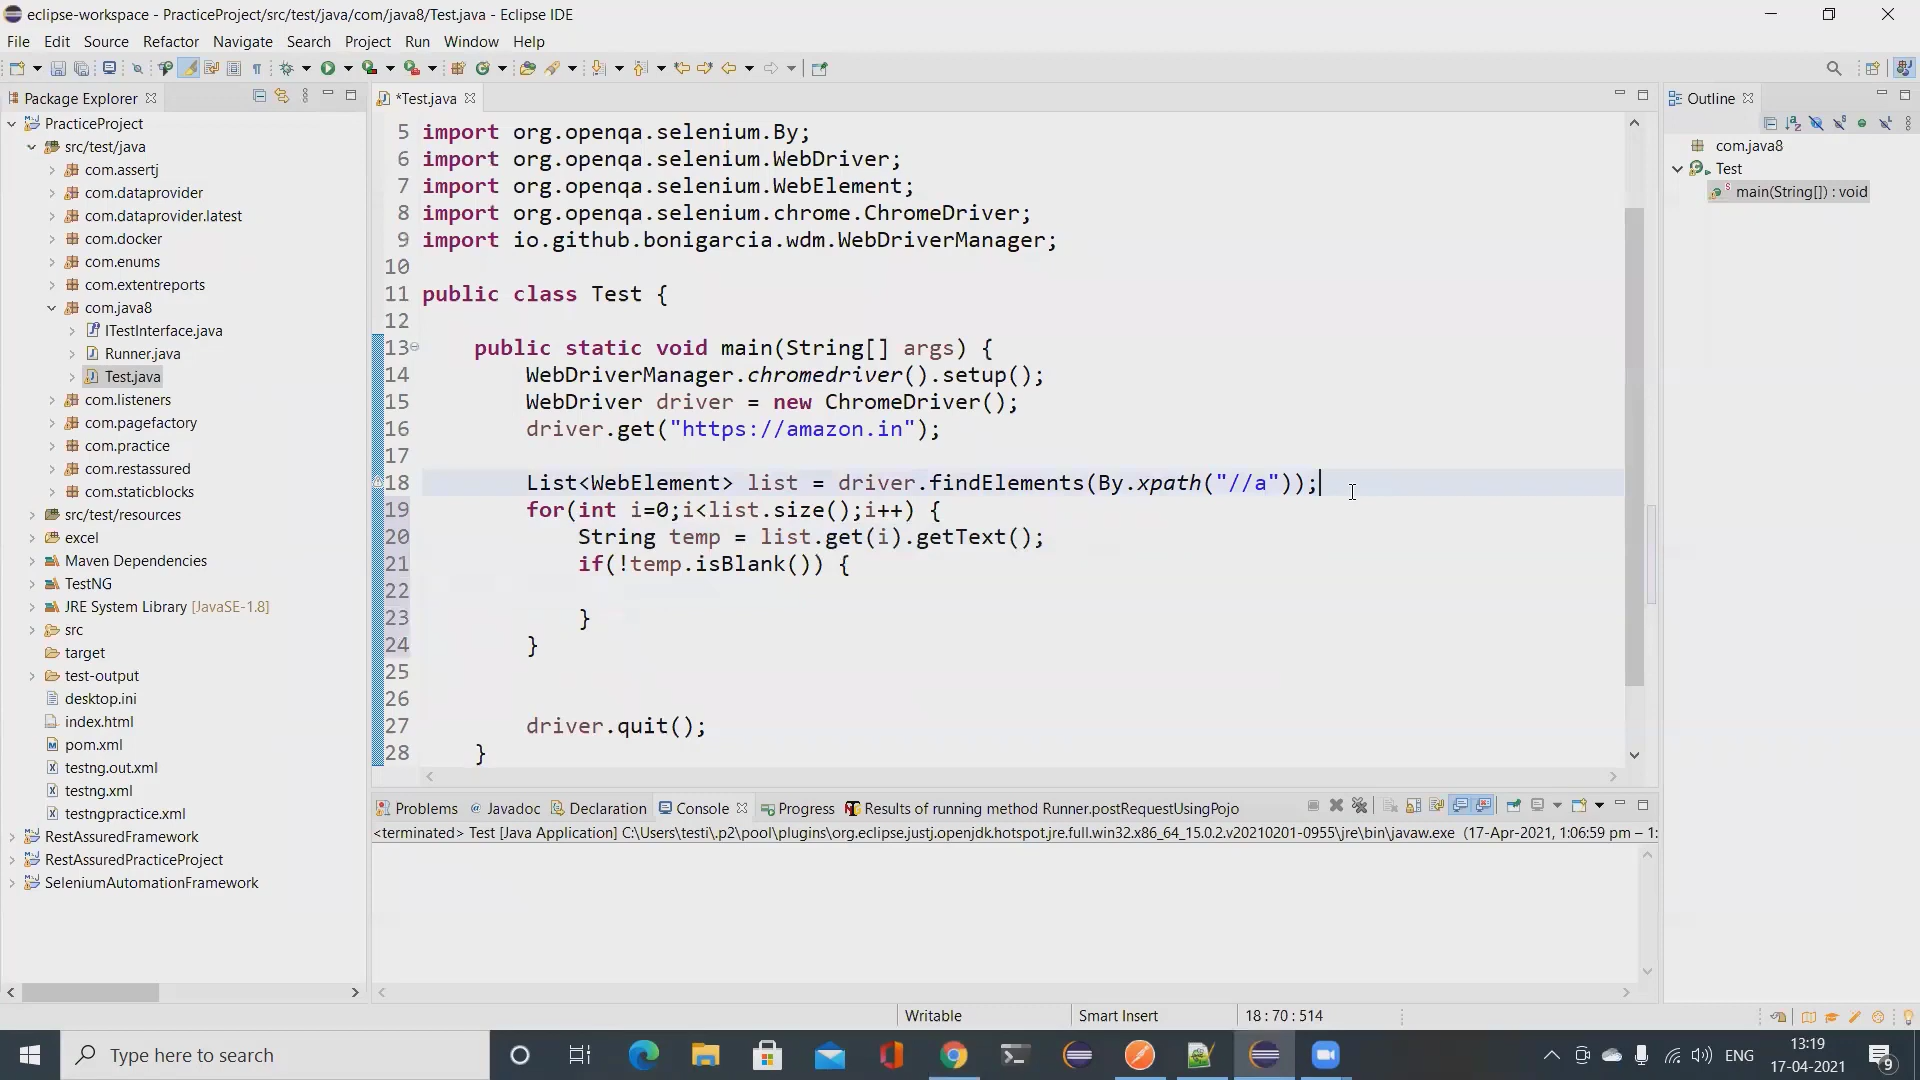 eclipse-workspace - PracticeProject/src/test/java/com/java8/Test.java - Eclipse IDE
File Edit Source Refactor Navigate Search Project Run Window Help
Package Explorer
PracticeProject
src/test/java
com.assertj
com.dataprovider
com.dataprovider.latest
com.docker
com.enums
com.extentreports
com.java8
ITestInterface.java
Runner.java
Test.java
com.listeners
com.pagefactory
com.practice
com.restassured
com.staticblocks
src/test/resources
excel
Maven Dependencies
TestNG
JRE System Library [JavaSE-1.8]
src
target
test-output
desktop.ini
index.html
pom.xml
testng.out.xml
testng.xml
testngpractice.xml
RestAssuredFramework
RestAssuredPracticeProject
SeleniumAutomationFramework
*Test.java
5 import org.openqa.selenium.By;
6 import org.openqa.selenium.WebDriver;
7 import org.openqa.selenium.WebElement;
8 import org.openqa.selenium.chrome.ChromeDriver;
9 import io.github.bonigarcia.wdm.WebDriverManager;
10
11 public class Test {
12
13 public static void main(String[] args) {
14 WebDriverManager.chromedriver().setup();
15 WebDriver driver = new ChromeDriver();
16 driver.get("https://amazon.in");
17
18 List<WebElement> list = driver.findElements(By.xpath("//a"));
19 for(int i=0;i<list.size();i++) {
20 String temp = list.get(i).getText();
21 if(!temp.isBlank()) {
22
23 }
24 }
25
26
27 driver.quit();
28 }
Outline
com.java8
Test
main(String[]) : void
Problems Javadoc Declaration Console Progress Results of running method Runner.postRequestUsingPojo
<terminated> Test [Java Application] C:\Users\testi\.p2\pool\plugins\org.eclipse.justj.openjdk.hotspot.jre.full.win32.x86_64_15.0.2.v20210201-0955\jre\bin\javaw.exe (17-Apr-2021, 1:06:59 pm – 1:
Writable Smart Insert 18 : 70 : 514
Type here to search
ENG
13:19
17-04-2021
9